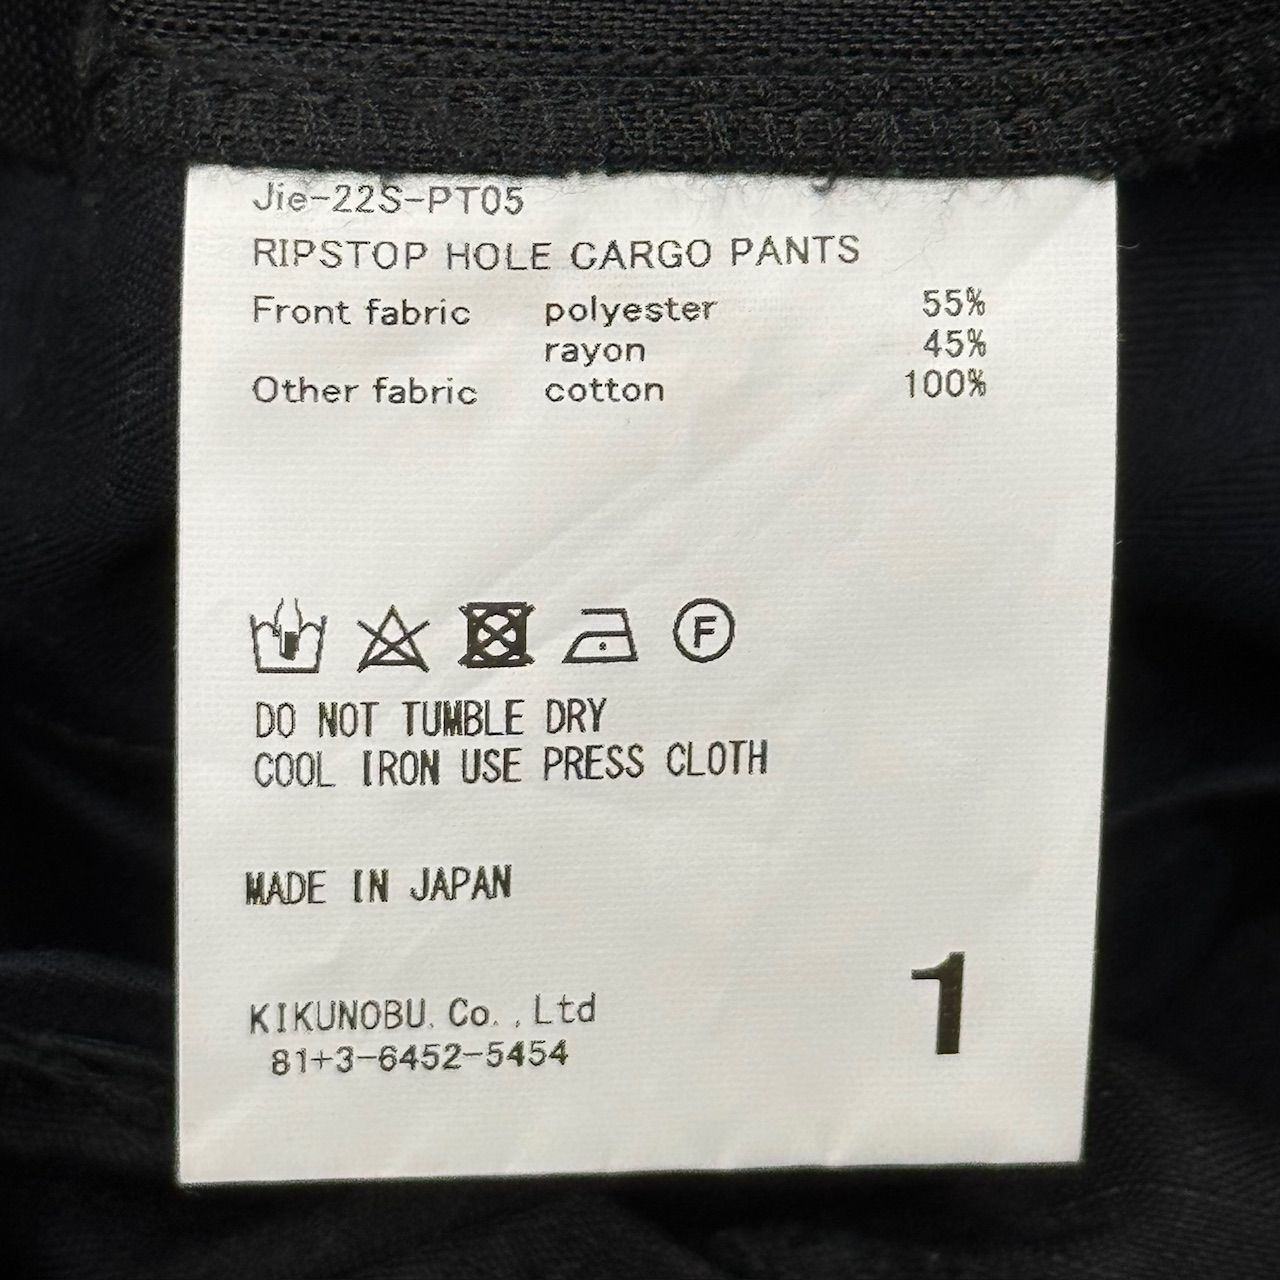 Jie-22S-PT05
RIPSTOP HOLE CARGO PANTS
Front fabric polyester 55%
rayon 45%
Other fabric cotton 100%
F
DO NOT TUMBLE DRY
COOL IRON USE PRESS CLOTH
MADE IN JAPAN
1
KIKUNOBU. Co. , Ltd
81+3-6452-5454